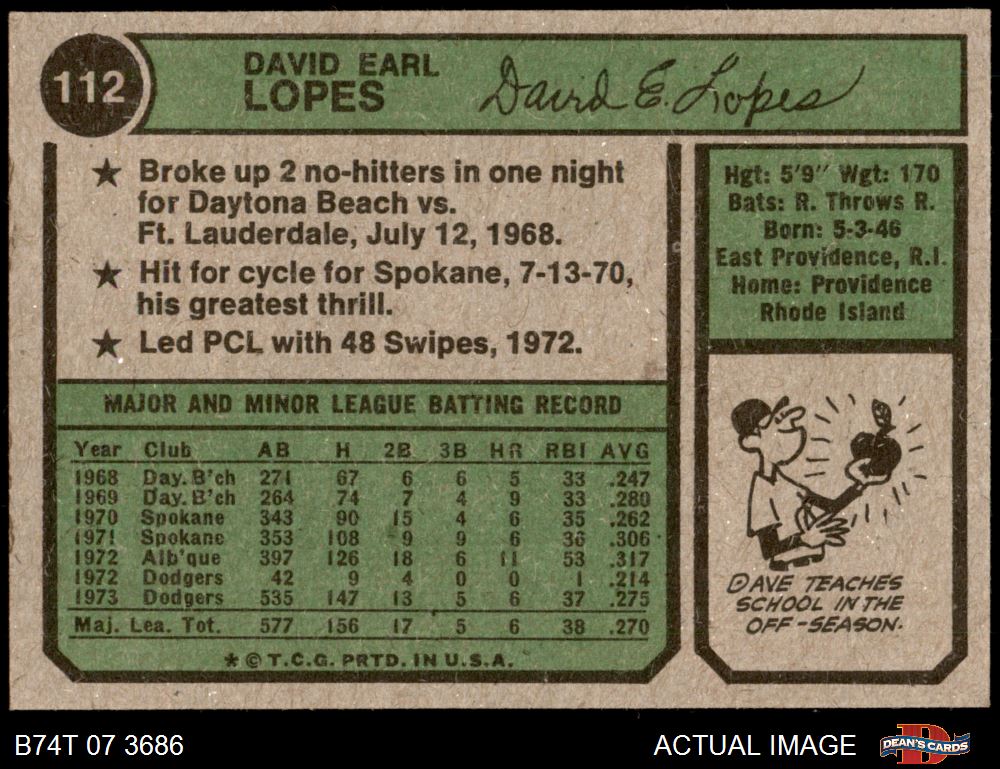 112
DAVID EARL
LOPES
David E. Lopes
★ Broke up 2 no-hitters in one night
for Daytona Beach vs.
Ft. Lauderdale, July 12, 1968.
★ Hit for cycle for Spokane, 7-13-70,
his greatest thrill.
★ Led PCL with 48 Swipes, 1972.
Hgt: 5'9" Wgt: 170
Bats: R. Throws R.
Born: 5-3-46
East Providence, R.I.
Home: Providence
Rhode Island
MAJOR AND MINOR LEAGUE BATTING RECORD
Year Club AB H 2B 3B HR RBI AVG
1968 Day. B'ch 271 67 6 6 5 33 .247
1969 Day. B'ch 264 74 7 4 9 33 .280
1970 Spokane 343 90 15 4 6 35 .262
1971 Spokane 353 108 9 9 6 36 .306
1972 Alb'que 397 126 18 6 11 53 .317
1972 Dodgers 42 9 4 0 0 1 .214
1973 Dodgers 535 147 13 5 6 37 .275
Maj. Lea. Tot. 577 156 17 5 6 38 .270
* © T.C.G. PRTD. IN U.S.A.
DAVE TEACHES
SCHOOL IN THE
OFF-SEASON.
B74T 07 3686
ACTUAL IMAGE
DEAN'S CARDS